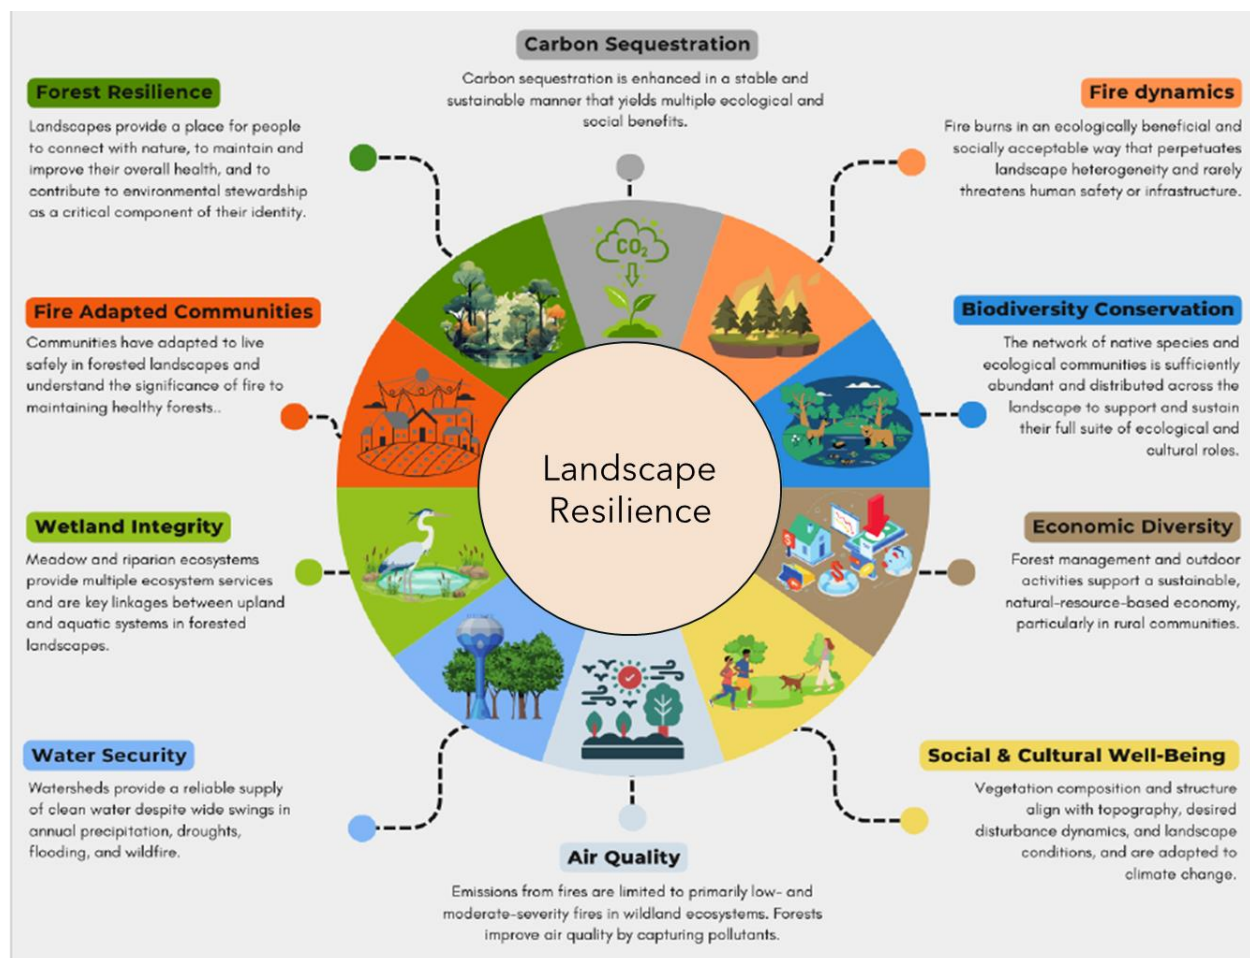 Carbon Sequestration
Carbon sequestration is enhanced in a stable and
sustainable manner that yields multiple ecological and
social benefits.
Forest Resilience
Landscapes provide a place for people
to connect with nature, to maintain and
improve their overall health, and to
contribute to environmental stewardship
as a critical component of their identity.
Fire dynamics
Fire burns in an ecologically beneficial and
socially acceptable way that perpetuates
landscape heterogeneity and rarely
threatens human safety or infrastructure.
CO2
Fire Adapted Communities
Communities have adapted to live
safely in forested landscapes and
understand the significance of fire to
maintaining healthy forests..
Biodiversity Conservation
The network of native species and
ecological communities is sufficiently
abundant and distributed across the
landscape to support and sustain
their full suite of ecological and
cultural roles.
Landscape
Resilience
Wetland Integrity
Meadow and riparian ecosystems
provide multiple ecosystem services
and are key linkages between upland
and aquatic systems in forested
landscapes.
Economic Diversity
Forest management and outdoor
activities support a sustainable,
natural-resource-based economy,
particularly in rural communities.
$
$
Water Security
Watersheds provide a reliable supply
of clean water despite wide swings in
annual precipitation, droughts,
flooding, and wildfire.
Social & Cultural Well-Being
Vegetation composition and structure
align with topography, desired
disturbance dynamics, and landscape
conditions, and are adapted to
climate change.
Air Quality
Emissions from fires are limited to primarily low- and
moderate-severity fires in wildland ecosystems. Forests
improve air quality by capturing pollutants.